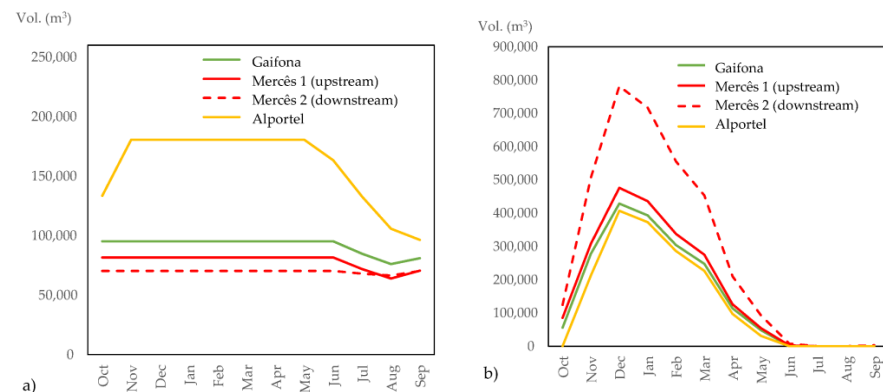 Vol. (m³)
250,000
200,000
150,000
100,000
50,000
0
Gaifona
Mercês 1 (upstream)
Mercês 2 (downstream)
Alportel
Oct
Nov
Dec
Jan
Feb
Mar
Apr
May
Jun
Jul
Aug
Sep
a)
Vol. (m³)
900,000
800,000
700,000
600,000
500,000
400,000
300,000
200,000
100,000
0
Gaifona
Mercês 1 (upstream)
Mercês 2 (downstream)
Alportel
Oct
Nov
Dec
Jan
Feb
Mar
Apr
May
Jun
Jul
Aug
Sep
b)